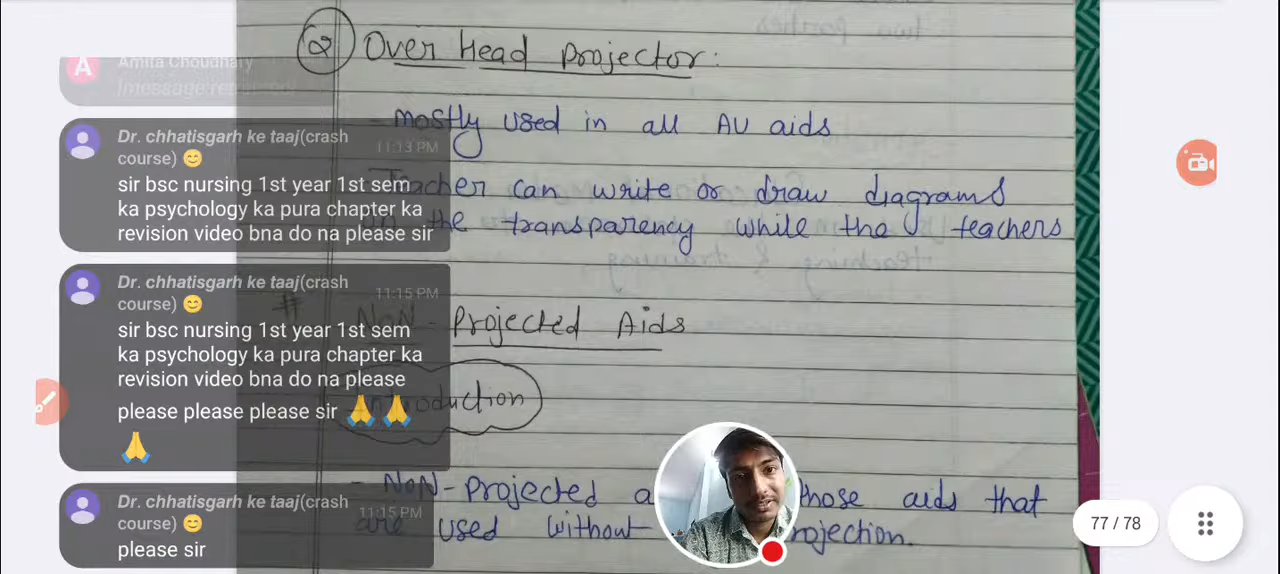 Q Over Head Projector:
- Mostly used in all AV aids
Teacher can write or draw diagrams
the transparency while the teachers
#
Non-Projected Aids
Introduction
- Non-Projected those aids that
are used without projection.
Amita Choudhary
[message retracted]
Dr. chhatisgarh ke taaj(crash
course) 😊
11:13 PM
sir bsc nursing 1st year 1st sem
ka psychology ka pura chapter ka
revision video bna do na please sir
Dr. chhatisgarh ke taaj(crash
course) 😊
11:15 PM
sir bsc nursing 1st year 1st sem
ka psychology ka pura chapter ka
revision video bna do na please
please please please sir 🙏🙏
🙏
Dr. chhatisgarh ke taaj(crash
course) 😊
11:15 PM
please sir
77 / 78